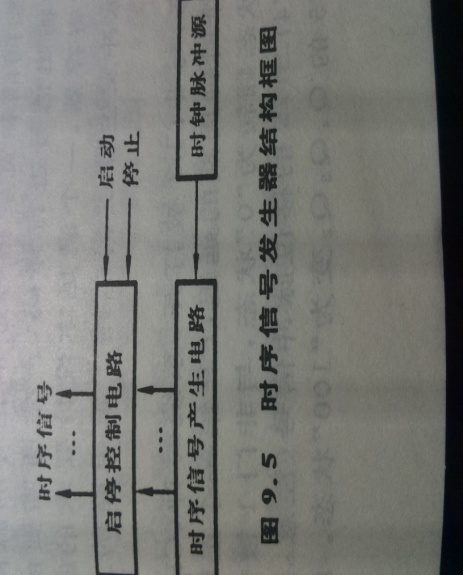 时序信号
···
启停控制电路
启动
停止
···
时序信号产生电路
时钟脉冲源
图 9.5 时序信号发生器结构框图